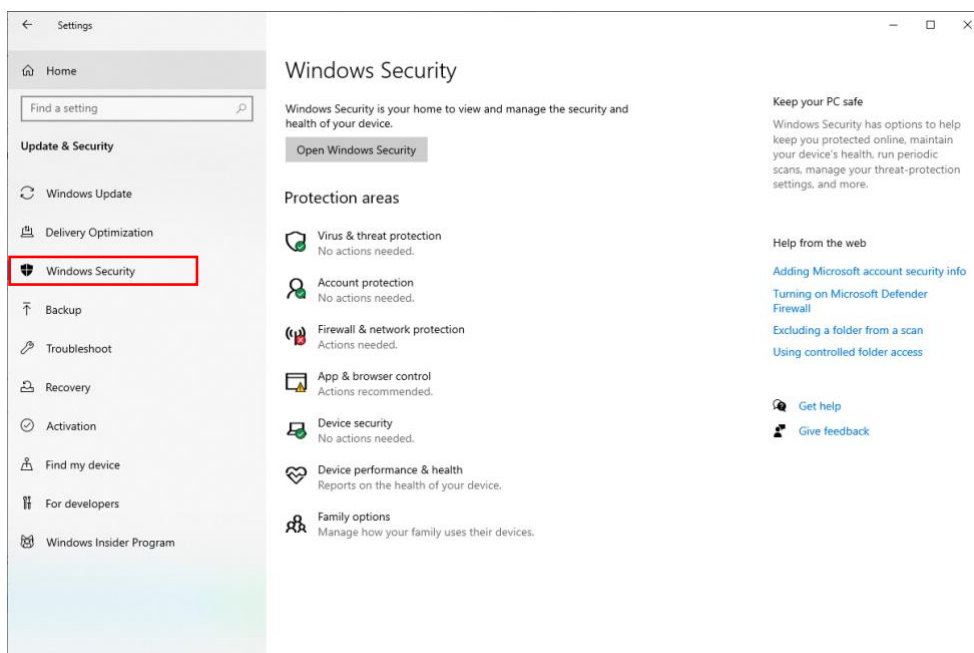 Settings
Home
Find a setting
Update & Security
Windows Update
Delivery Optimization
Windows Security
Backup
Troubleshoot
Recovery
Activation
Find my device
For developers
Windows Insider Program
Windows Security
Windows Security is your home to view and manage the security and
health of your device.
Open Windows Security
Protection areas
Virus & threat protection
No actions needed.
Account protection
No actions needed.
Firewall & network protection
Actions needed.
App & browser control
Actions recommended.
Device security
No actions needed.
Device performance & health
Reports on the health of your device.
Family options
Manage how your family uses their devices.
Keep your PC safe
Windows Security has options to help
keep you protected online, maintain
your device's health, run periodic
scans, manage your threat-protection
settings, and more.
Help from the web
Adding Microsoft account security info
Turning on Microsoft Defender
Firewall
Excluding a folder from a scan
Using controlled folder access
Get help
Give feedback